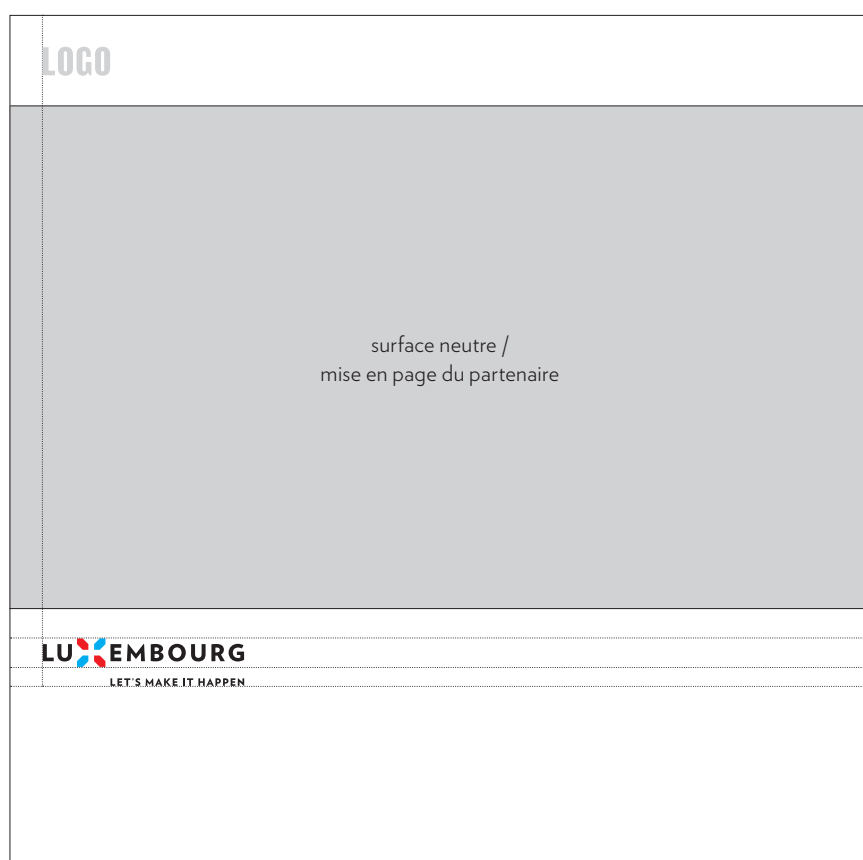 LOGO
surface neutre /
mise en page du partenaire
LUXEMBOURG
LET'S MAKE IT HAPPEN